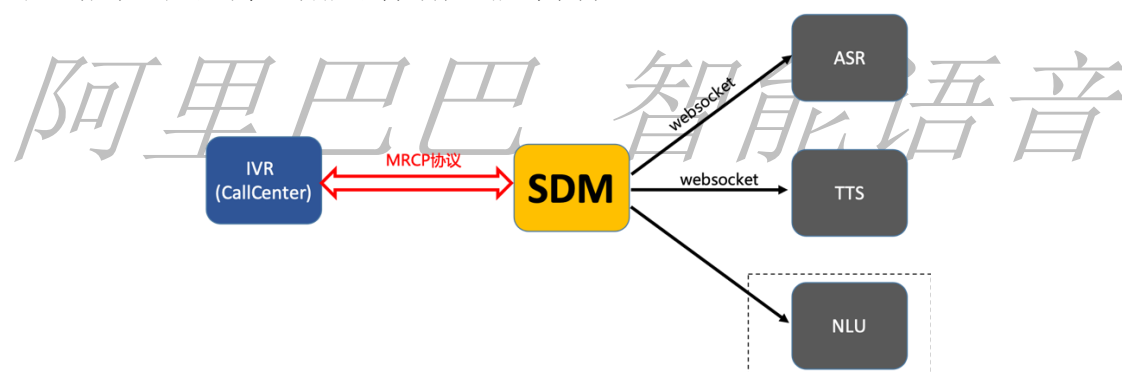 阿里巴巴 智能语音
ASR
websocket
IVR
(CallCenter)
MRCP协议
SDM
websocket
TTS
NLU